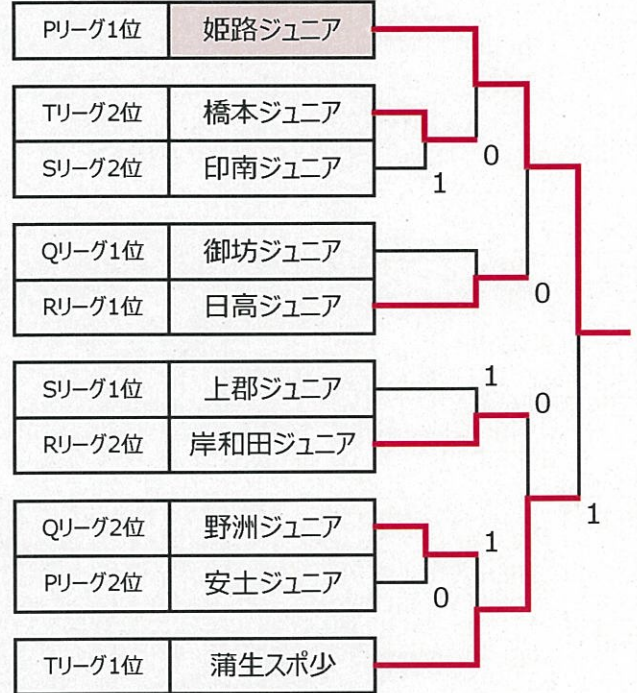 Pリーグ1位 姫路ジュニア
Tリーグ2位 橋本ジュニア
0
Sリーグ2位 印南ジュニア
1
Qリーグ1位 御坊ジュニア
Rリーグ1位 日高ジュニア
0
Sリーグ1位 上郡ジュニア
1
0
Rリーグ2位 岸和田ジュニア
Qリーグ2位 野洲ジュニア
1
1
Pリーグ2位 安土ジュニア
0
Tリーグ1位 蒲生スポ少